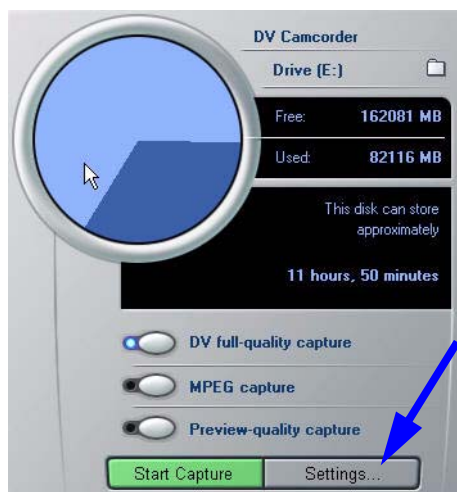 DV Camcorder
Drive (E:)
Free: 162081 MB
Used: 82116 MB
This disk can store
approximately
11 hours, 50 minutes
DV full-quality capture
MPEG capture
Preview-quality capture
Start Capture Settings...